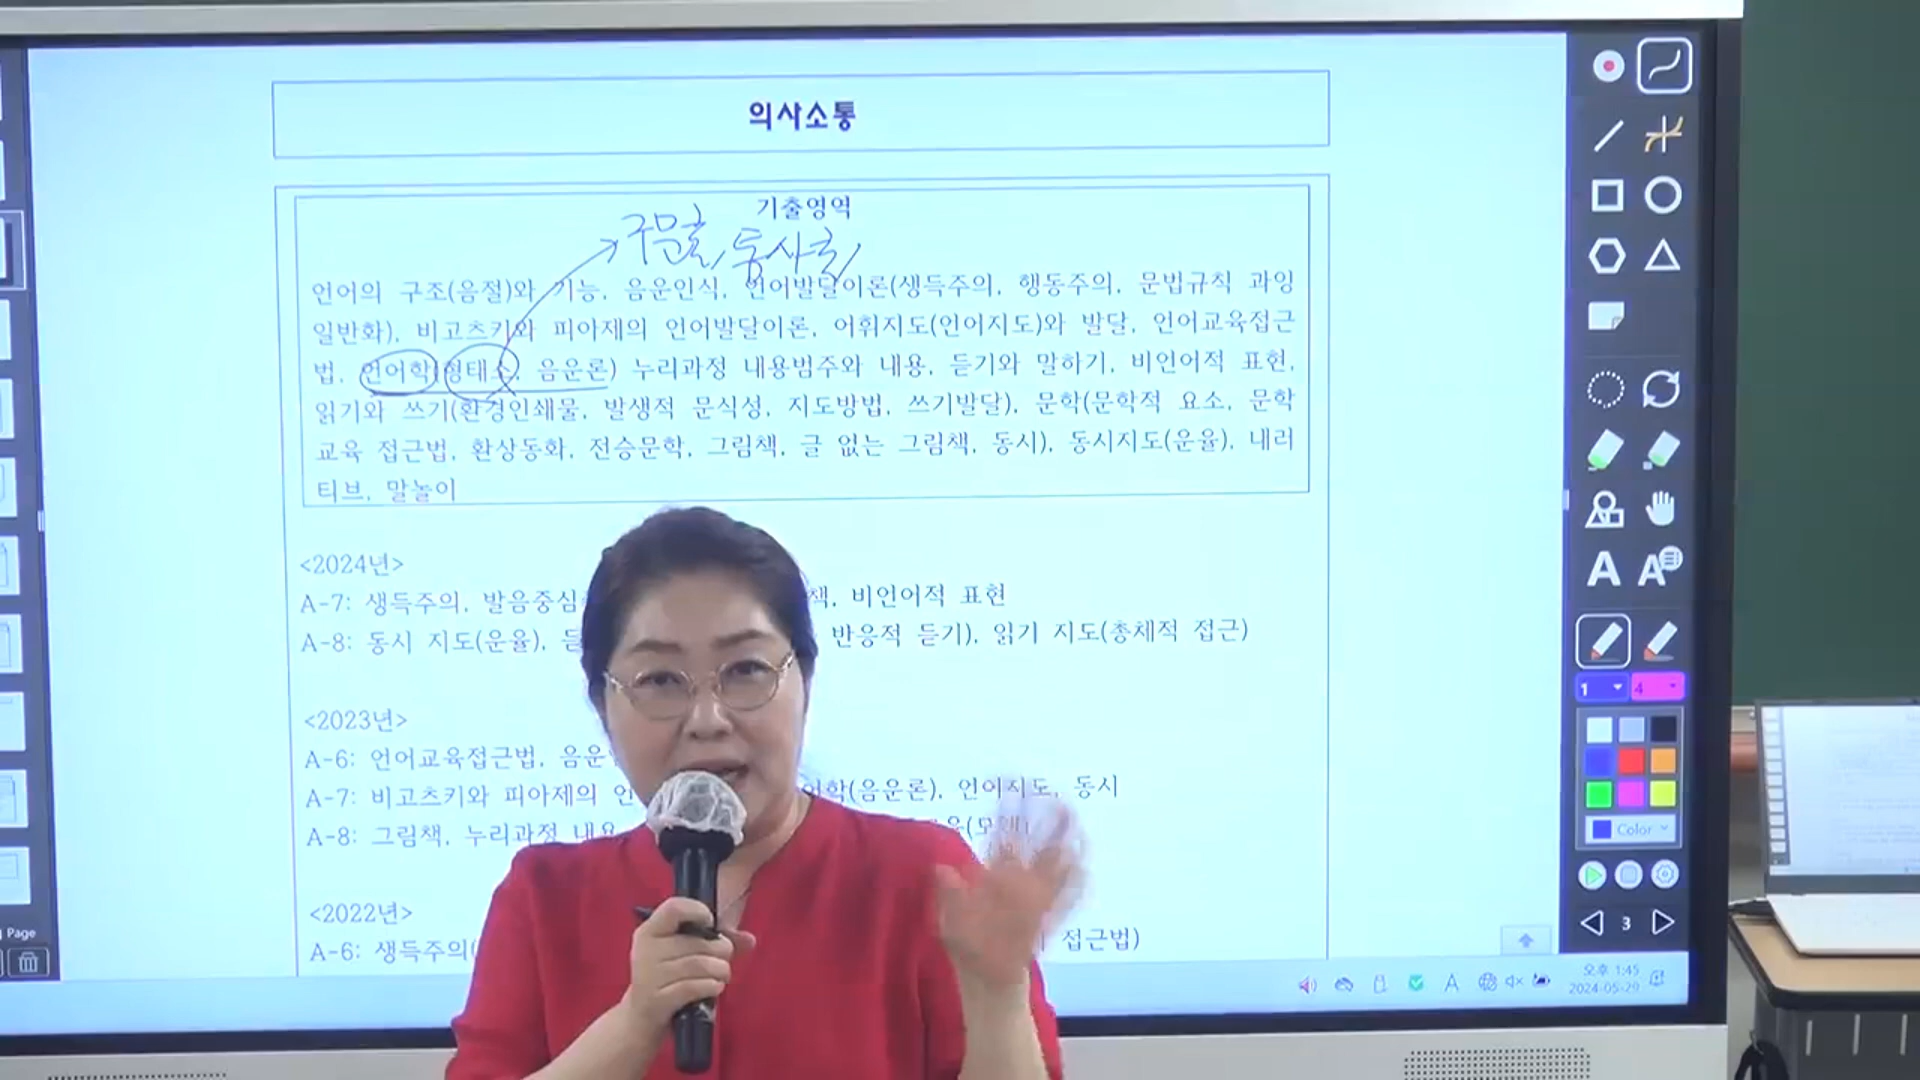 의사소통
기출영역
구문론, 통사론,
언어의 구조(음절)와 기능, 음운인식, 언어발달이론(생득주의, 행동주의, 문법규칙 과잉
일반화), 비고츠키와 피아제의 언어발달이론, 어휘지도(언어지도)와 발달, 언어교육접근
법, 언어학(형태소, 음운론) 누리과정 내용범주와 내용, 듣기와 말하기, 비언어적 표현,
읽기와 쓰기(환경인쇄물, 발생적 문식성, 지도방법, 쓰기발달), 문학(문학적 요소, 문학
교육 접근법, 환상동화, 전승문학, 그림책, 글 없는 그림책, 동시), 동시지도(운율), 내러
티브, 말놀이
<2024년>
A-7: 생득주의, 발음중심 책, 비언어적 표현
A-8: 동시 지도(운율), 듣 반응적 듣기), 읽기 지도(총체적 접근)
<2023년>
A-6: 언어교육접근법, 음운
A-7: 비고츠키와 피아제의 언 어학(음운론), 언어지도, 동시
A-8: 그림책, 누리과정 내용
<2022년>
A-6: 생득주의( 접근법)
Page
1 4
Color
3
오후 1:45
2024-05-29